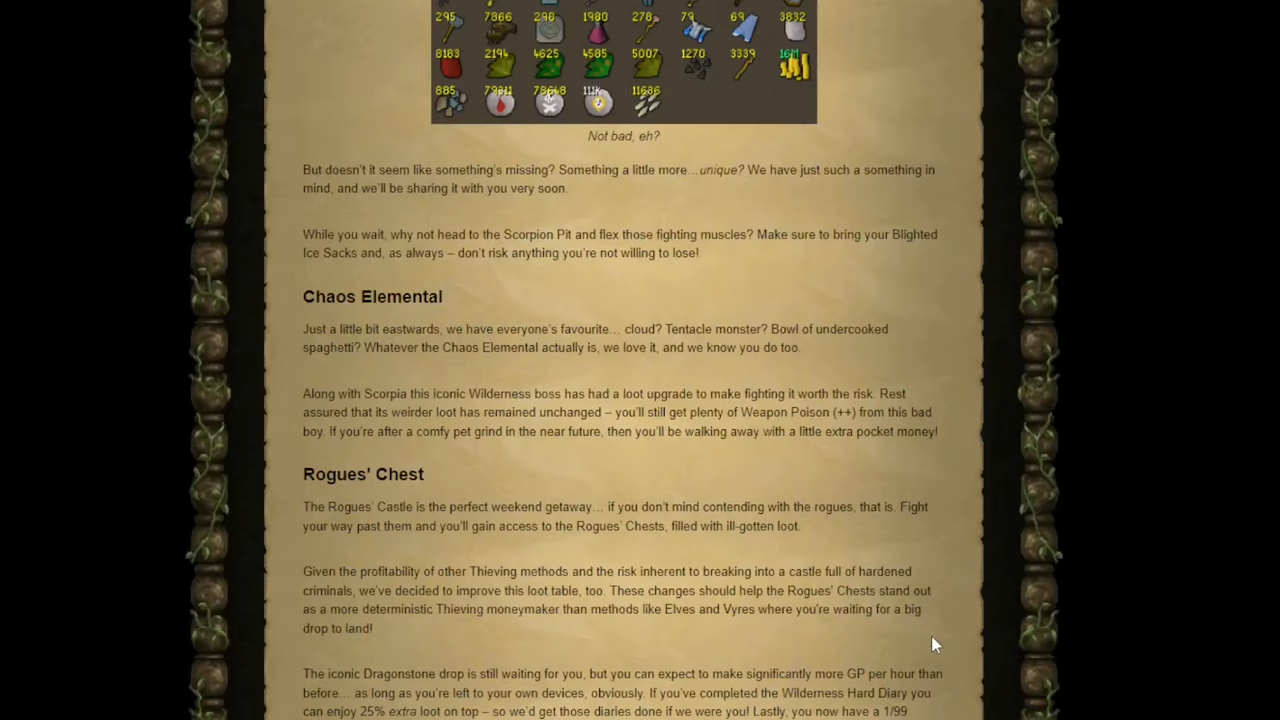 295 7866 298 1980 278 79 69 3832
8183 2194 4625 4585 5007 1270 3339 16M
885 79311 78648 111K 11636
Not bad, eh?
But doesn't it seem like something's missing? Something a little more…unique? We have just such a something in
mind, and we'll be sharing it with you very soon.
While you wait, why not head to the Scorpion Pit and flex those fighting muscles? Make sure to bring your Blighted
Ice Sacks and, as always – don't risk anything you're not willing to lose!
Chaos Elemental
Just a little bit eastwards, we have everyone's favourite… cloud? Tentacle monster? Bowl of undercooked
spaghetti? Whatever the Chaos Elemental actually is, we love it, and we know you do too.
Along with Scorpia this iconic Wilderness boss has had a loot upgrade to make fighting it worth the risk. Rest
assured that its weirder loot has remained unchanged – you'll still get plenty of Weapon Poison (++) from this bad
boy. If you're after a comfy pet grind in the near future, then you'll be walking away with a little extra pocket money!
Rogues' Chest
The Rogues' Castle is the perfect weekend getaway… if you don't mind contending with the rogues, that is. Fight
your way past them and you'll gain access to the Rogues' Chests, filled with ill-gotten loot.
Given the profitability of other Thieving methods and the risk inherent to breaking into a castle full of hardened
criminals, we've decided to improve this loot table, too. These changes should help the Rogues' Chests stand out
as a more deterministic Thieving moneymaker than methods like Elves and Vyres where you're waiting for a big
drop to land!
The iconic Dragonstone drop is still waiting for you, but you can expect to make significantly more GP per hour than
before… as long as you're left to your own devices, obviously. If you've completed the Wilderness Hard Diary you
can enjoy 25% extra loot on top – so we'd get those diaries done if we were you! Lastly, you now have a 1/99